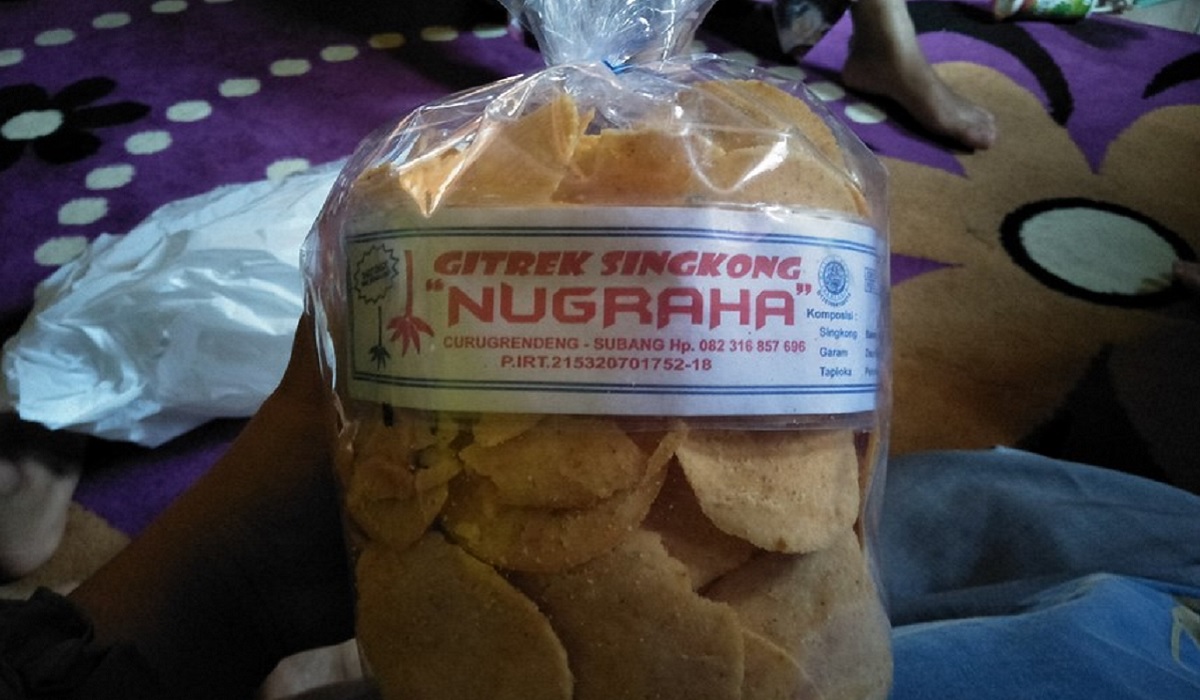 GITREK SINGKONG
"NUGRAHA"
CURUGRENDENG - SUBANG Hp. 082 316 857 696
P.IRT.215320701752-18
Komposisi :
Singkong
Garam
Tapioka